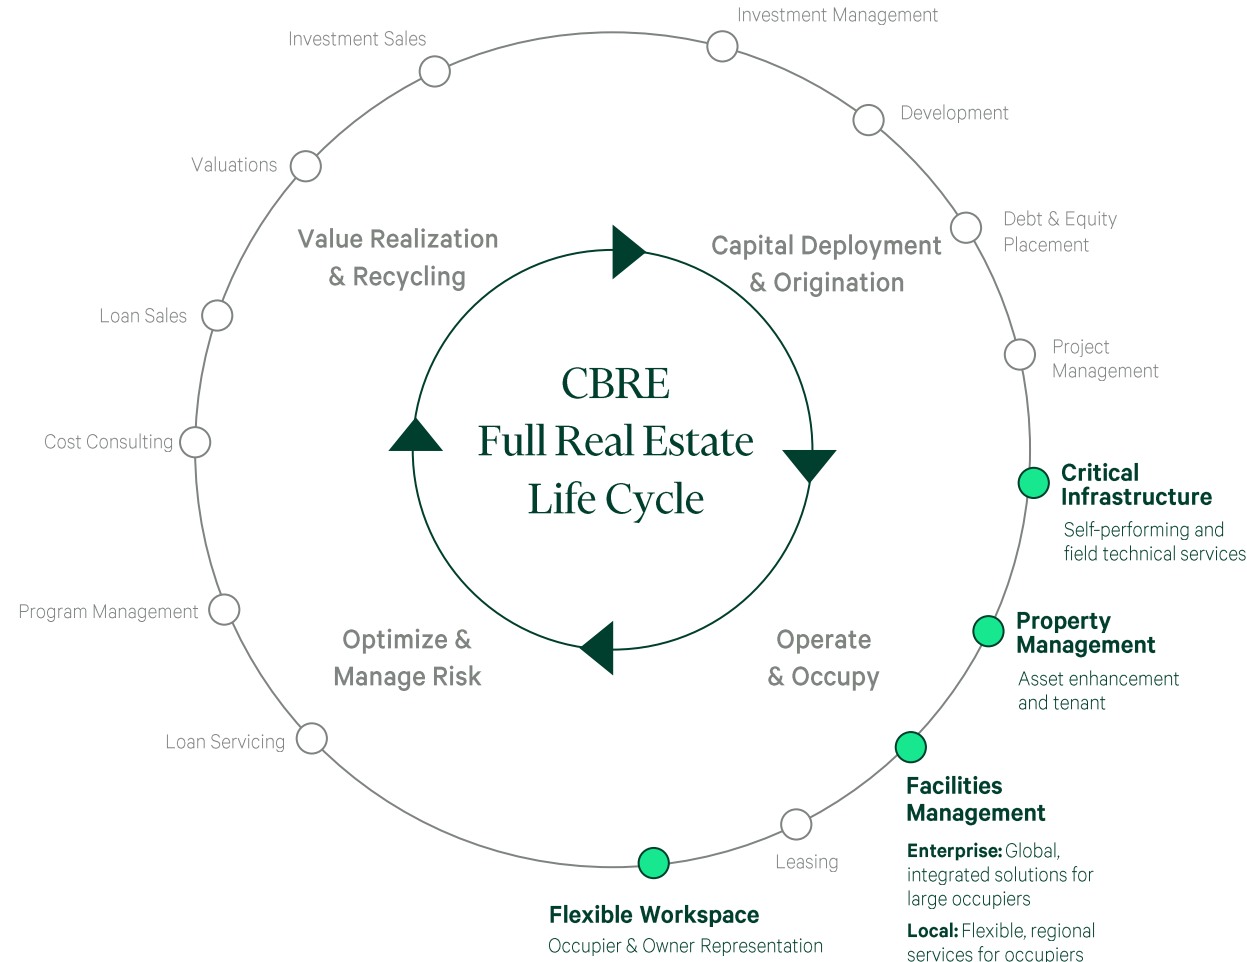 Investment Management
Investment Sales
Development
Valuations
Debt & Equity
Placement
Value Realization
& Recycling
Capital Deployment
& Origination
Loan Sales
Project
Management
CBRE
Full Real Estate
Life Cycle
Cost Consulting
Critical
Infrastructure
Self-performing and
field technical services
Program Management
Property
Management
Asset enhancement
and tenant
Optimize &
Manage Risk
Operate
& Occupy
Loan Servicing
Facilities
Management
Enterprise: Global,
integrated solutions for
large occupiers
Local: Flexible, regional
services for occupiers
Leasing
Flexible Workspace
Occupier & Owner Representation